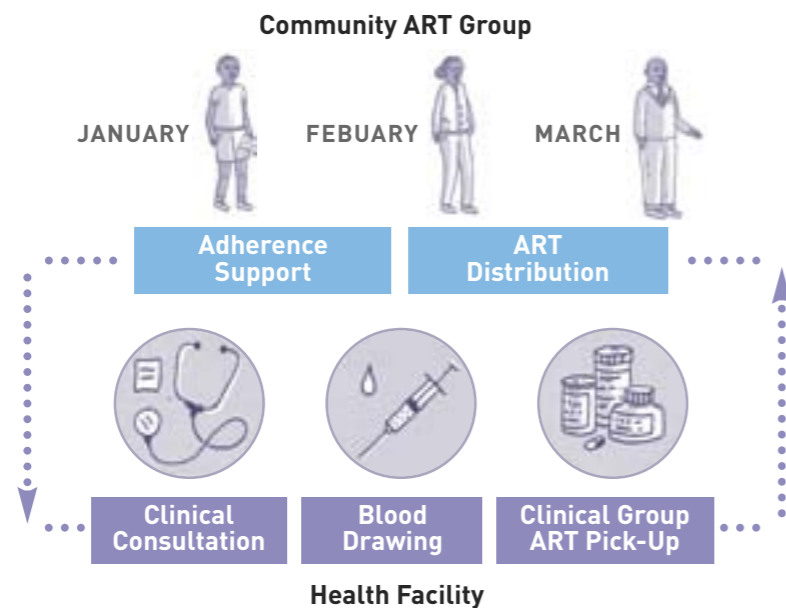 Community ART Group
JANUARY FEBUARY MARCH
Adherence
Support
ART
Distribution
Clinical
Consultation
Blood
Drawing
Clinical Group
ART Pick-Up
Health Facility